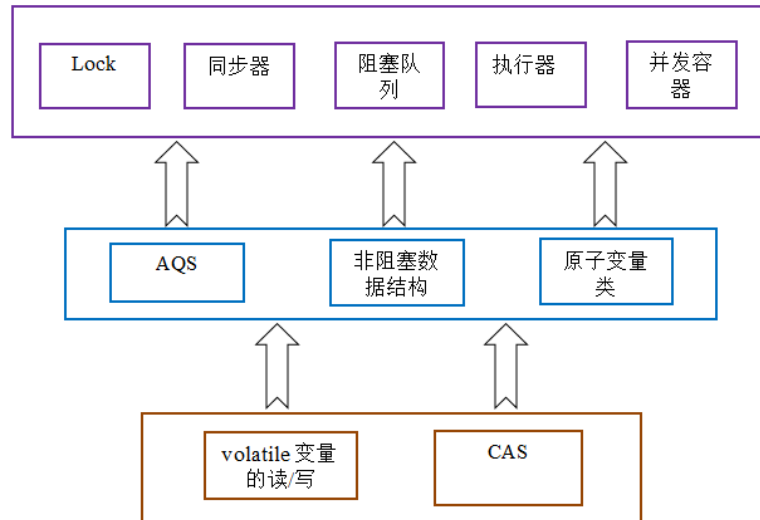 Lock
同步器
阻塞队
列
执行器
并发容
器
AQS
非阻塞数
据结构
原子变量
类
volatile 变量
的读/写
CAS